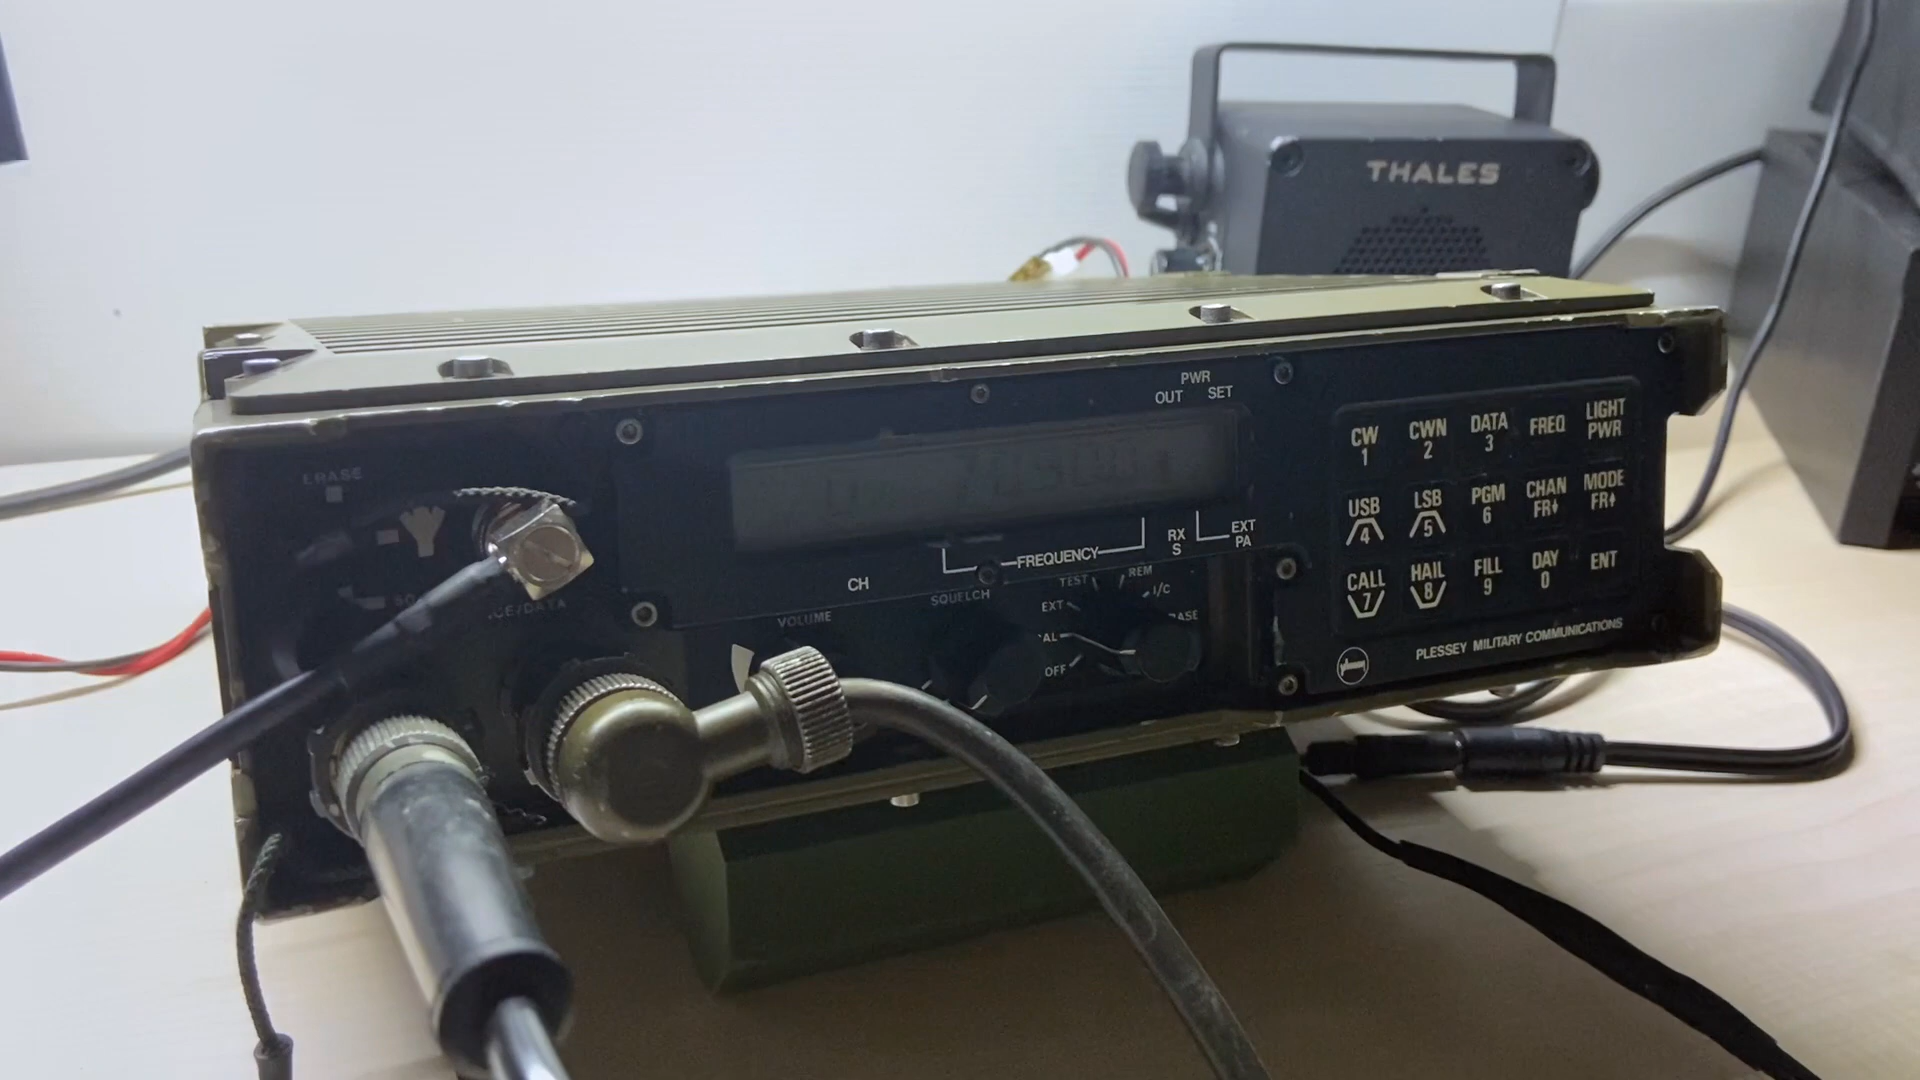 THALES
PWR
OUT SET
ERASE
FREQUENCY
RX
S
EXT
PA
CH
VOLUME
SQUELCH
TEST
REM
I/C
EXT
OFF
CW
1
CWN
2
DATA
3
FREQ
LIGHT
PWR
USB
4
LSB
5
PGM
6
CHAN
FR↓
MODE
FR↑
CALL
7
HAIL
8
FILL
9
DAY
0
ENT
PLESSEY MILITARY COMMUNICATIONS